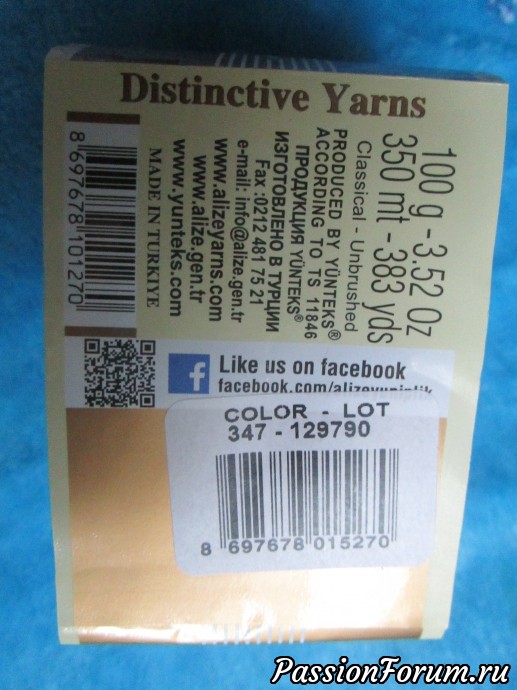 Distinctive Yarns
100 g - 3.52 Oz
350 mt - 383 yds
Classical - Unbrushed
PRODUCED BY YÜNTEKS®
ACCORDING TO TS 11846
ПРОДУКЦИЯ YÜNTEKS®
ИЗГОТОВЛЕНО В ТУРЦИИ
Fax :0212 481 75 21
e-mail: info@alize.gen.tr
www.alizeyarns.com
www.alize.gen.tr
www.yunteks.com
MADE IN TURKIYE
8 697678 101270
Like us on facebook
COLOR - LOT
347 - 129790
8 697678 015270
PassionForum.ru